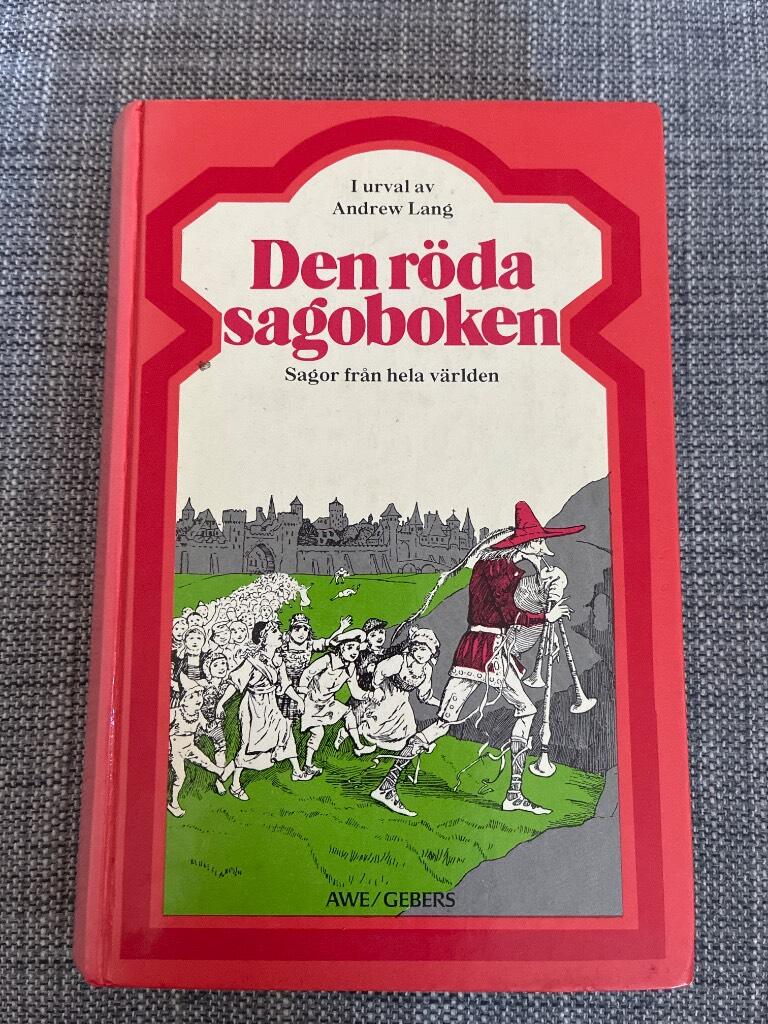 I urval av
Andrew Lang
Den röda
sagoboken
Sagor från hela världen
AWE/GEBERS